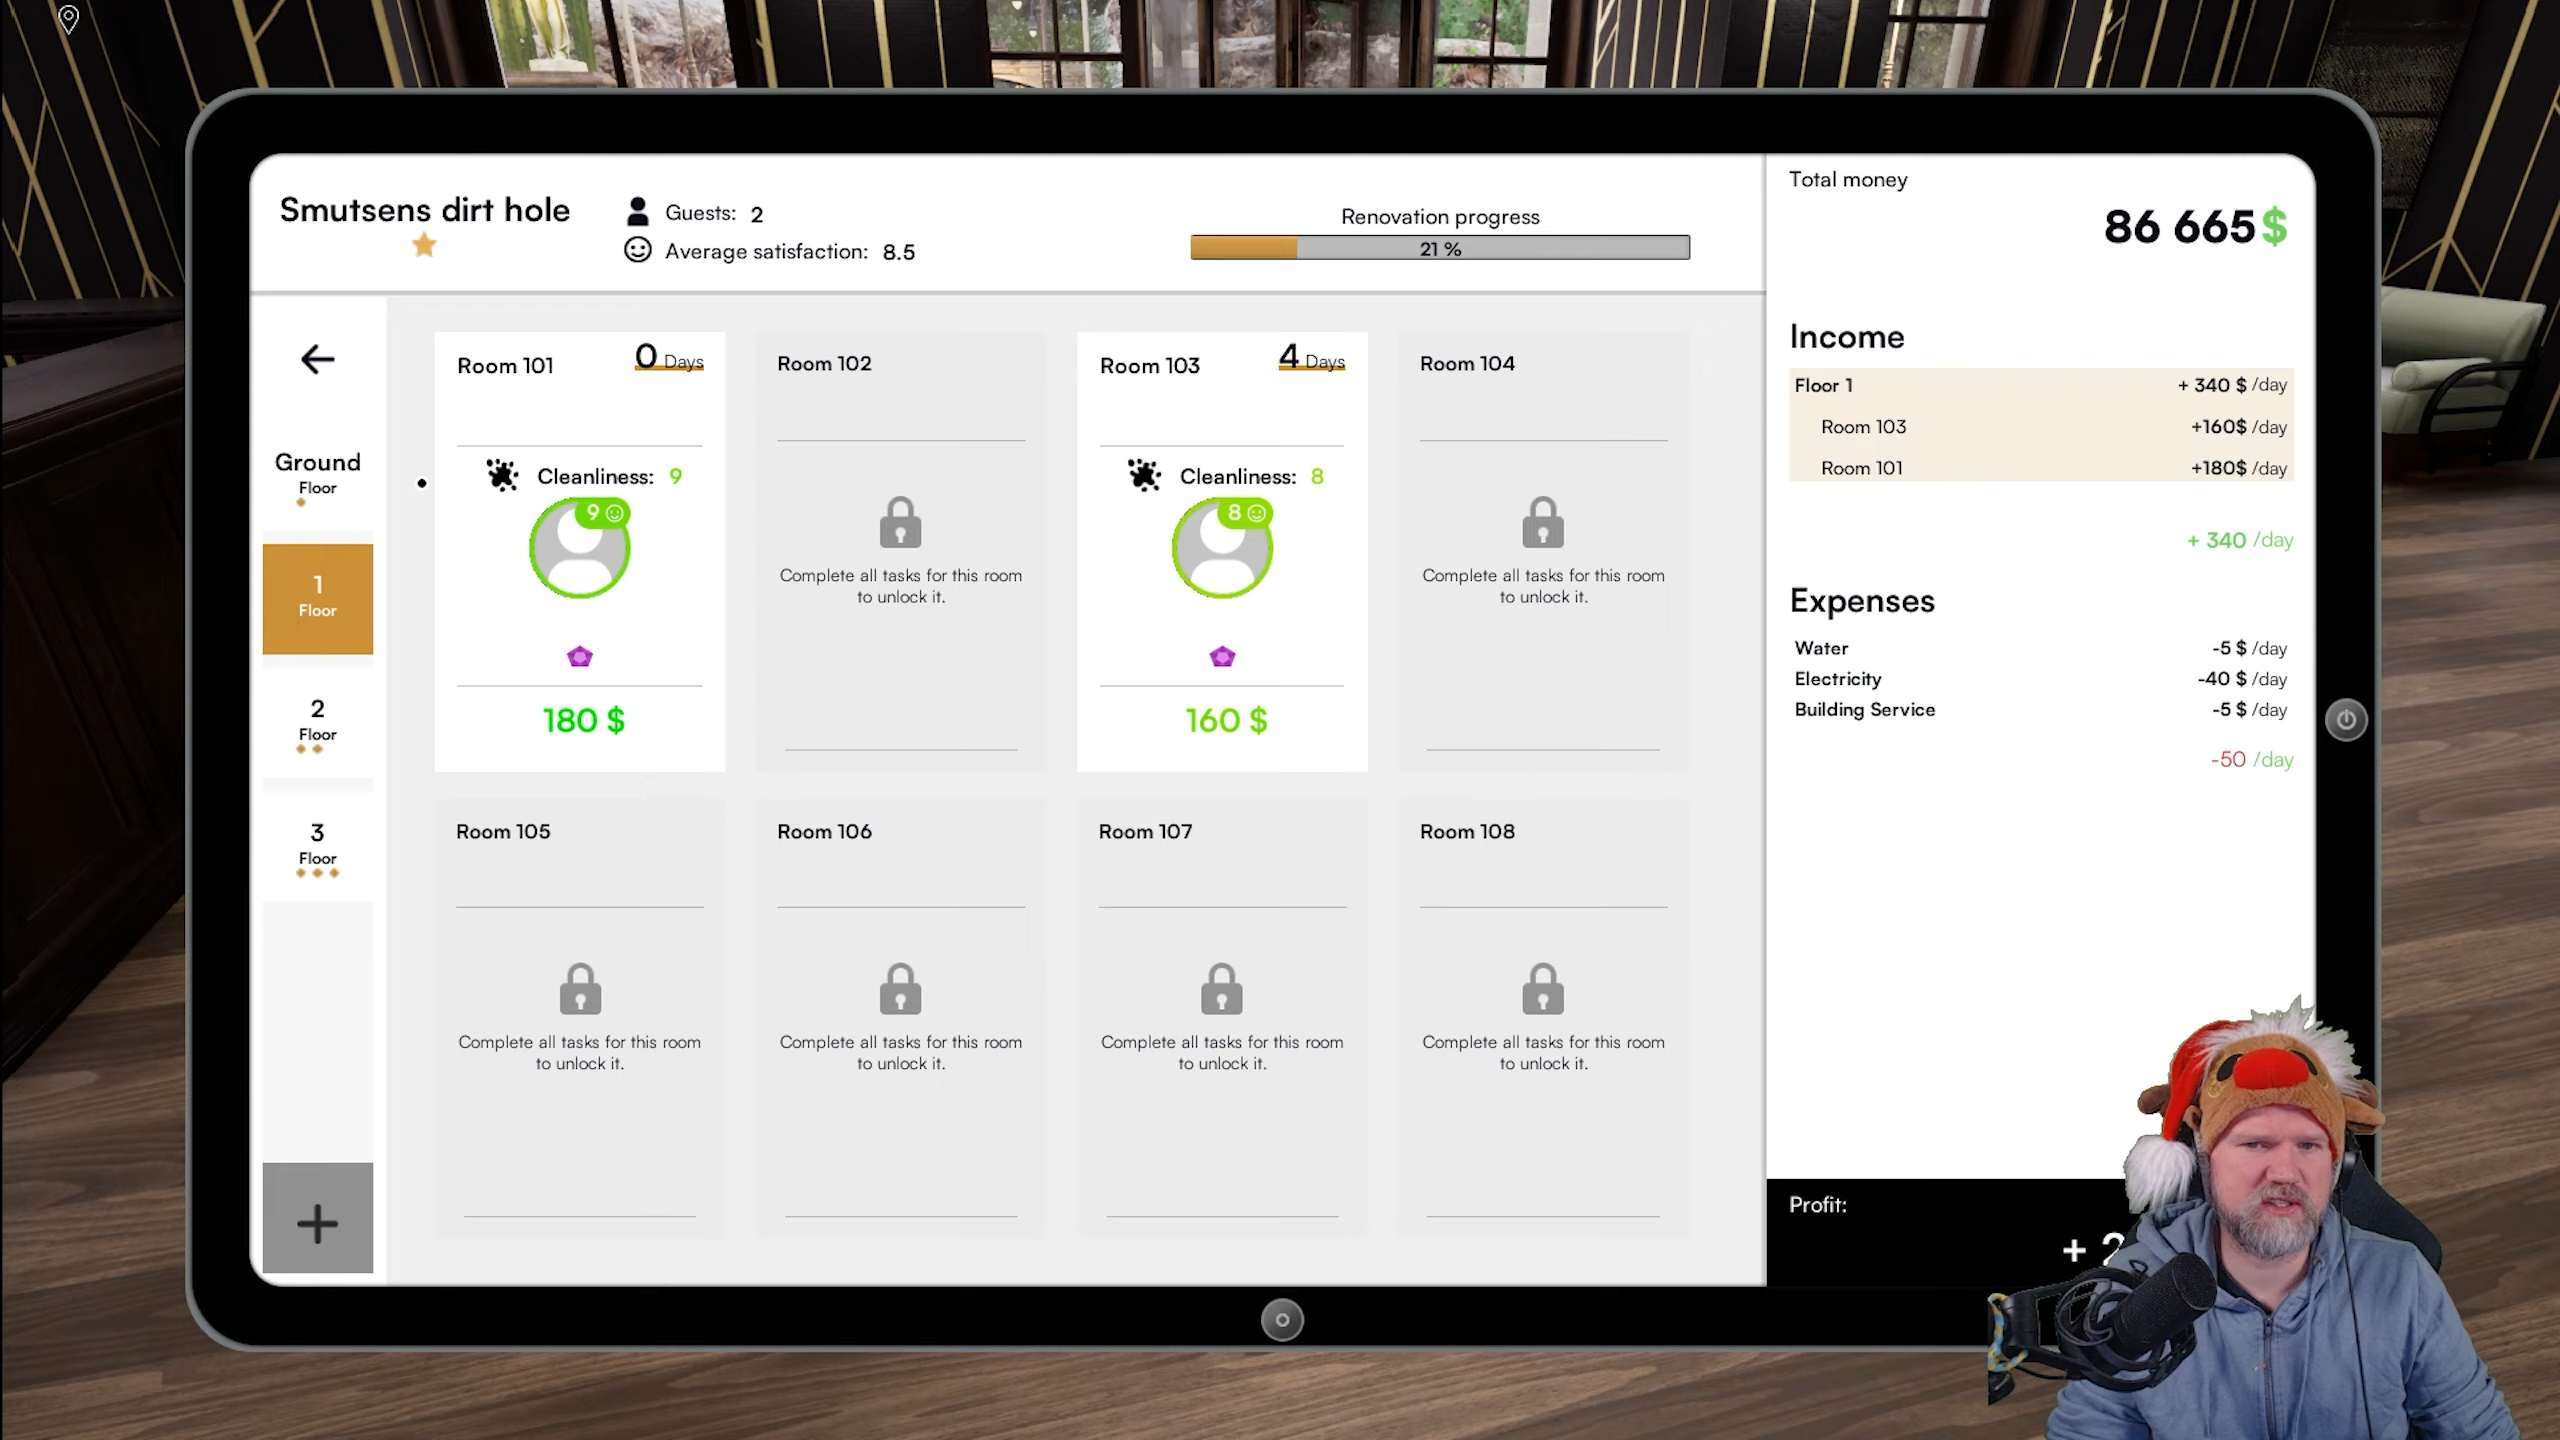 Smutsens dirt hole
Guests: 2
Average satisfaction: 8.5
Renovation progress
21 %
Total money
86 665$
Ground
Floor
1
Floor
2
Floor
3
Floor
Room 101
0 Days
Cleanliness: 9
9
180 $
Room 102
Complete all tasks for this room
to unlock it.
Room 103
4 Days
Cleanliness: 8
8
160 $
Room 104
Complete all tasks for this room
to unlock it.
Room 105
Complete all tasks for this room
to unlock it.
Room 106
Complete all tasks for this room
to unlock it.
Room 107
Complete all tasks for this room
to unlock it.
Room 108
Complete all tasks for this room
to unlock it.
Income
Floor 1 + 340 $ /day
Room 103 +160$ /day
Room 101 +180$ /day
+ 340 /day
Expenses
Water -5 $ /day
Electricity -40 $ /day
Building Service -5 $ /day
-50 /day
Profit:
+ 2